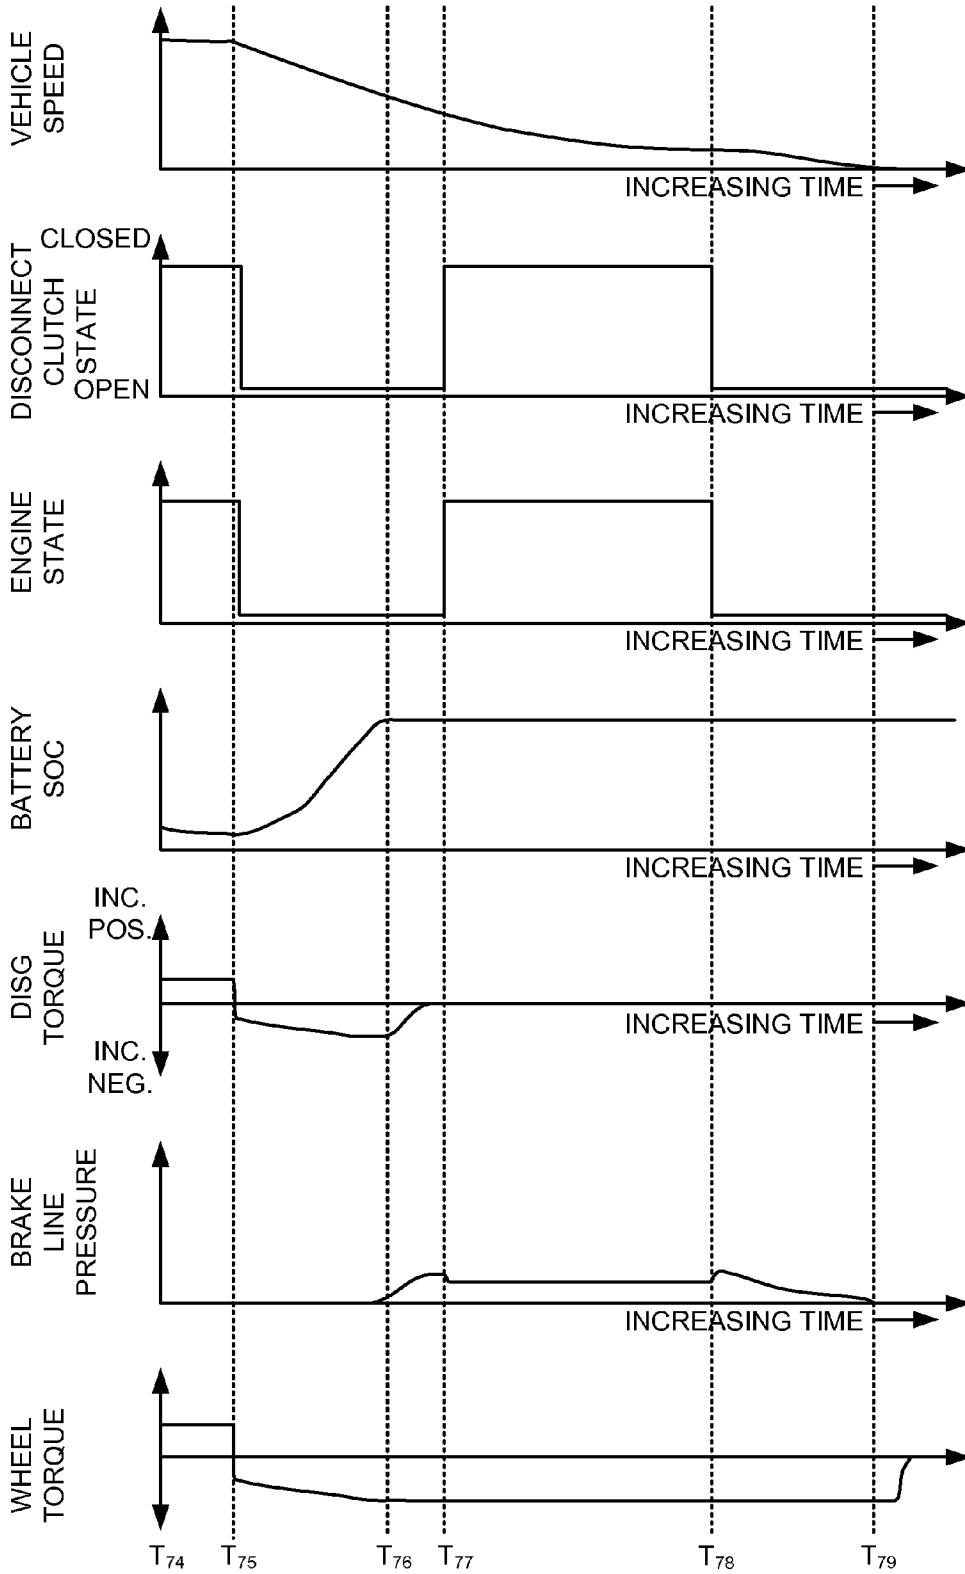 VEHICLE
SPEED
INCREASING TIME
DISCONNECT
CLUTCH
STATE
CLOSED
OPEN
INCREASING TIME
ENGINE
STATE
INCREASING TIME
BATTERY
SOC
INCREASING TIME
DISG
TORQUE
INC.
POS.
INC.
NEG.
INCREASING TIME
BRAKE
LINE
PRESSURE
INCREASING TIME
WHEEL
TORQUE
T74 T75 T76 T77 T78 T79